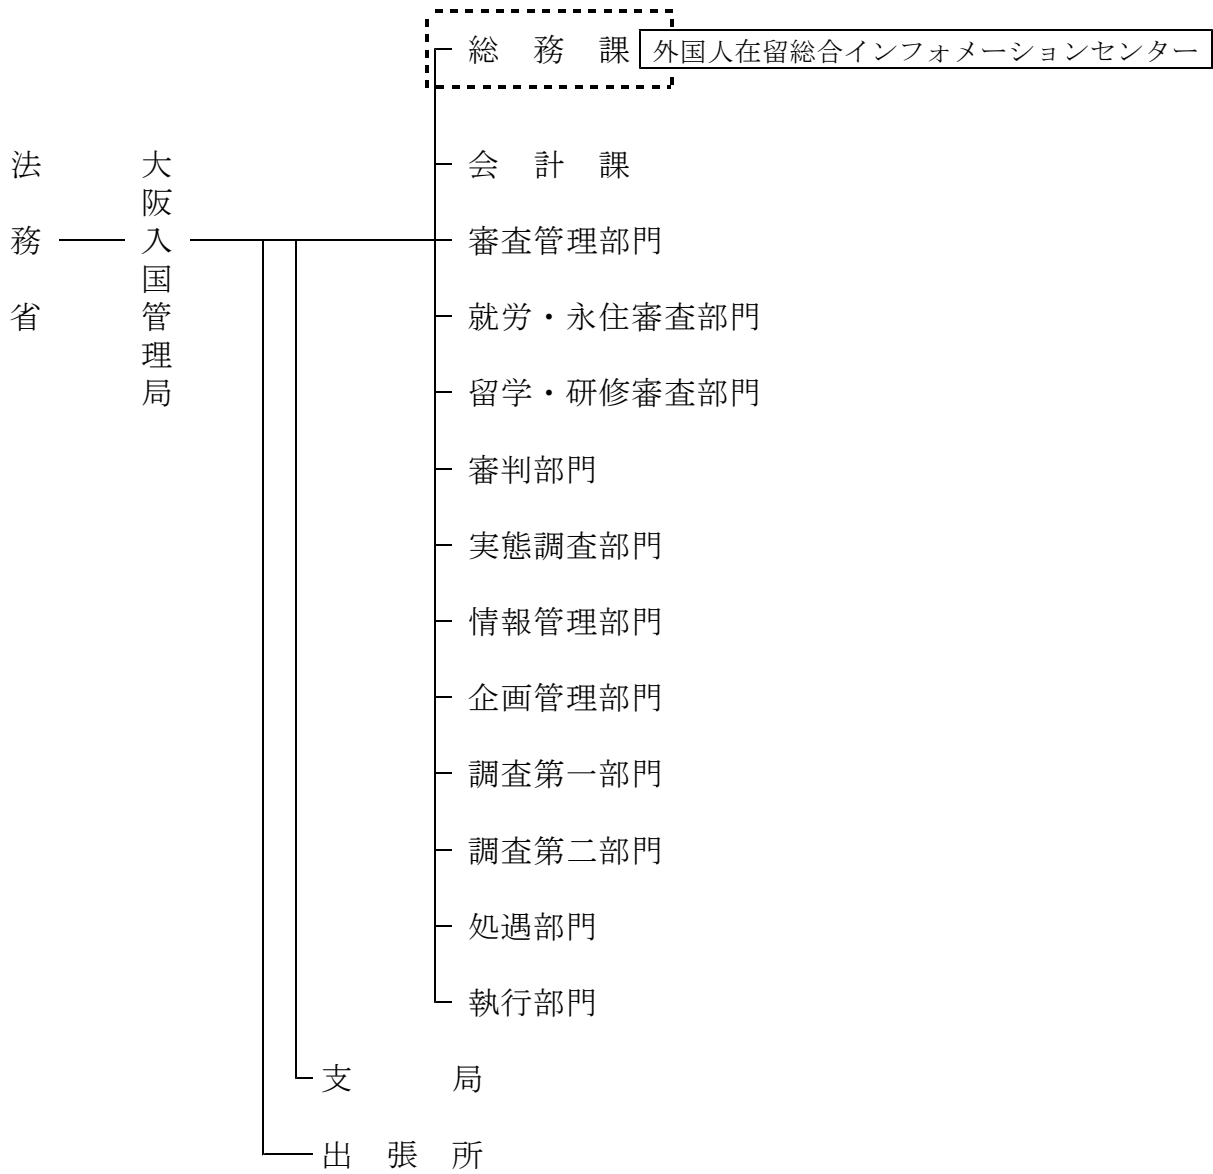 法務省
大阪入国管理局
総務課
外国人在留総合インフォメーションセンター
会計課
審査管理部門
就労・永住審査部門
留学・研修審査部門
審判部門
実態調査部門
情報管理部門
企画管理部門
調査第一部門
調査第二部門
処遇部門
執行部門
支局
出張所